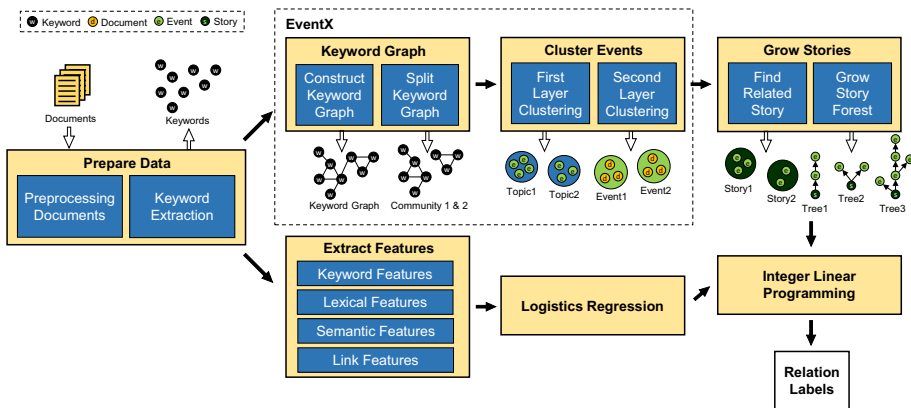 w Keyword d Document e Event s Story
Documents
w w w w w w w w
Keywords
Prepare Data
Preprocessing
Documents
Keyword
Extraction
EventX
Keyword Graph
Construct
Keyword
Graph
Split
Keyword
Graph
w w w w w w w
Keyword Graph
w w w w w w w
Community 1 & 2
Cluster Events
First
Layer
Clustering
Second
Layer
Clustering
e e e e
Topic1
e e e
Topic2
d d d
Event1
d d d d
Event2
Grow Stories
Find
Related
Story
Grow
Story
Forest
e e e
Story1
e e
Story2
e e s
Tree1
e e s
Tree2
e e e e e s
Tree3
Extract Features
Keyword Features
Lexical Features
Semantic Features
Link Features
Logistics Regression
Integer Linear
Programming
Relation
Labels